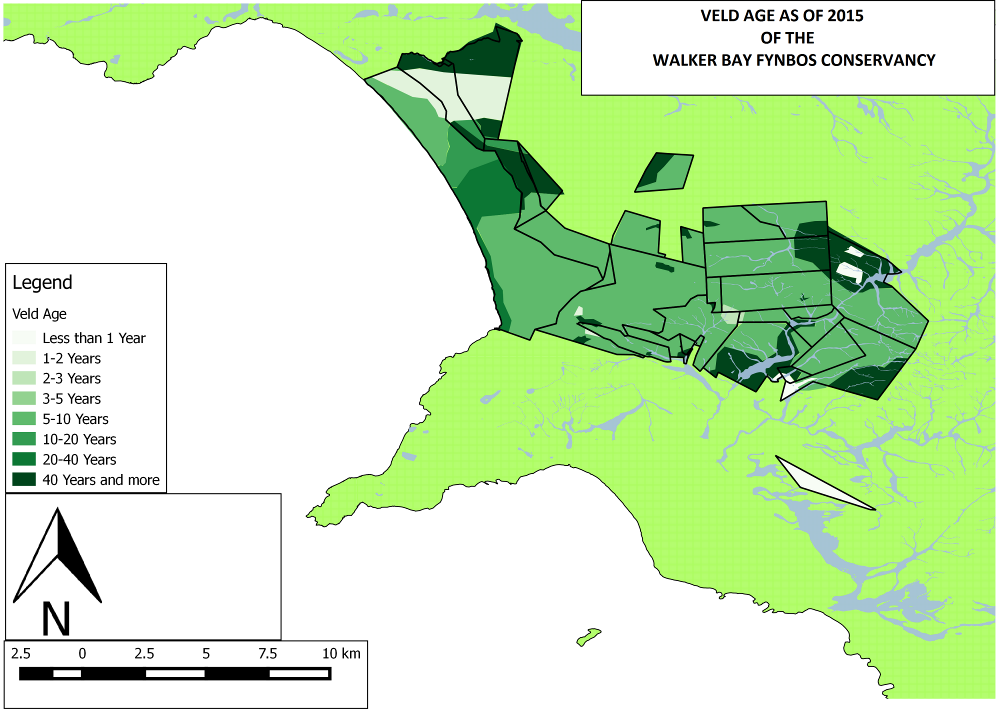 VELD AGE AS OF 2015
OF THE
WALKER BAY FYNBOS CONSERVANCY
Legend
Veld Age
Less than 1 Year
1-2 Years
2-3 Years
3-5 Years
5-10 Years
10-20 Years
20-40 Years
40 Years and more
N
2.5 0 2.5 5 7.5 10 km